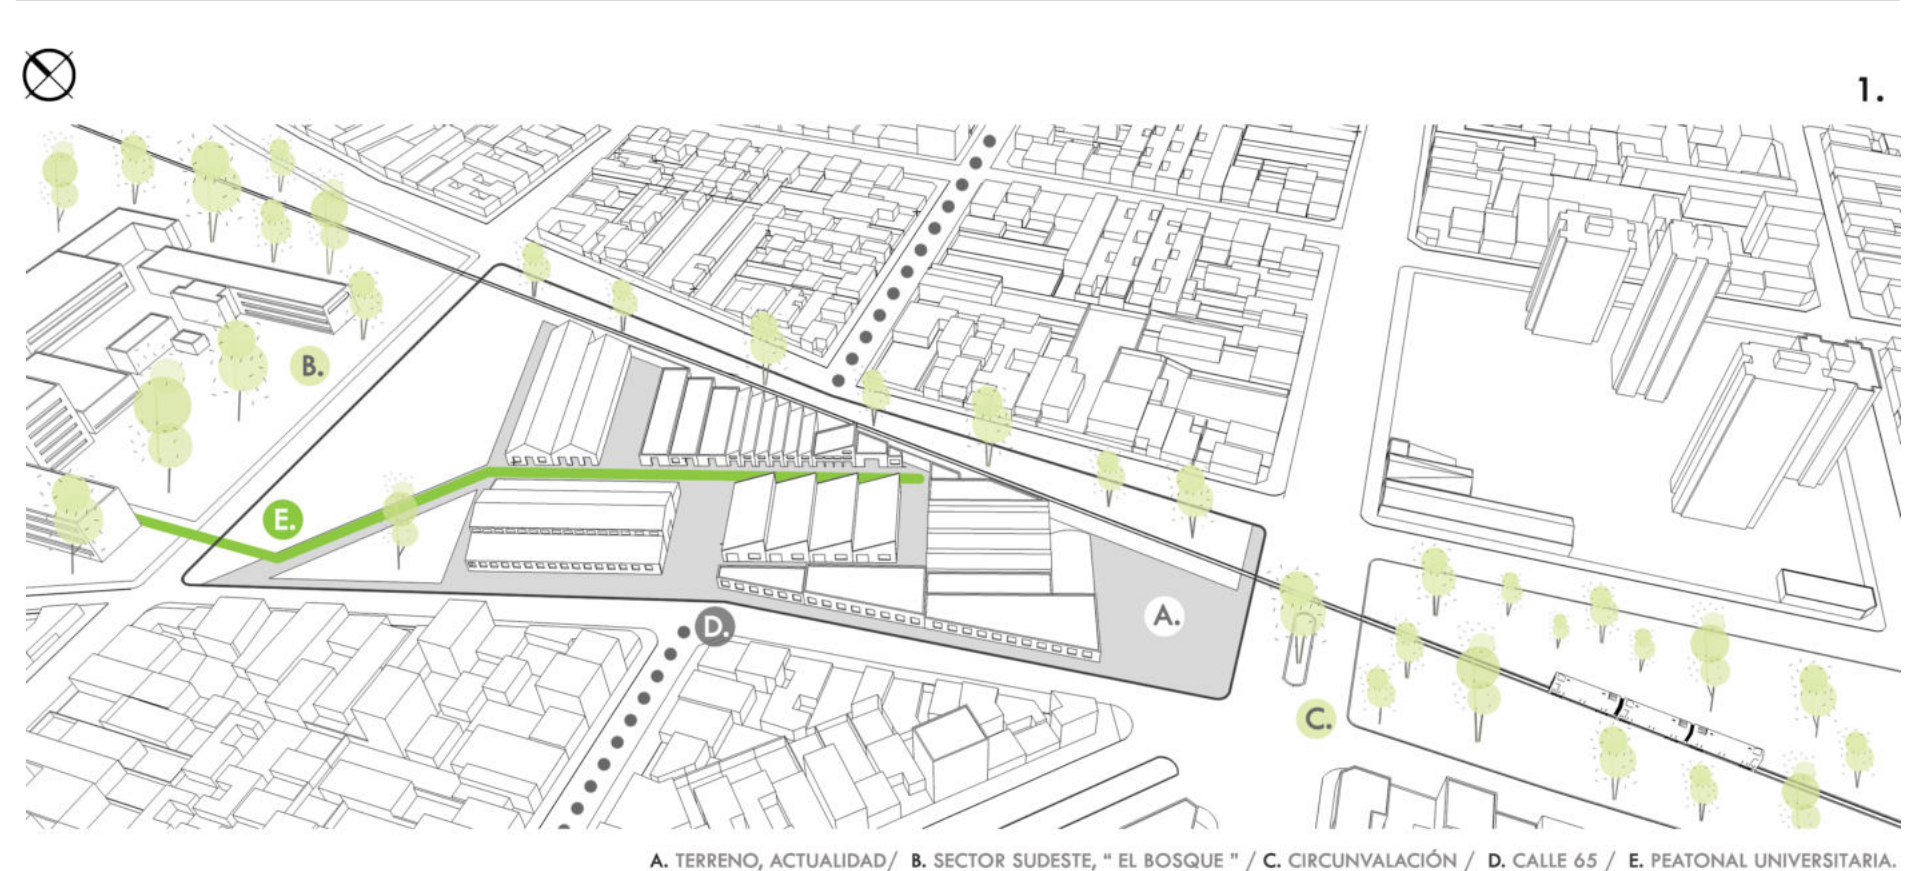 1.
B.
E.
D.
A.
C.
A. TERRENO, ACTUALIDAD/ B. SECTOR SUDESTE, “ EL BOSQUE ” / C. CIRCUNVALACIÓN / D. CALLE 65 / E. PEATONAL UNIVERSITARIA.